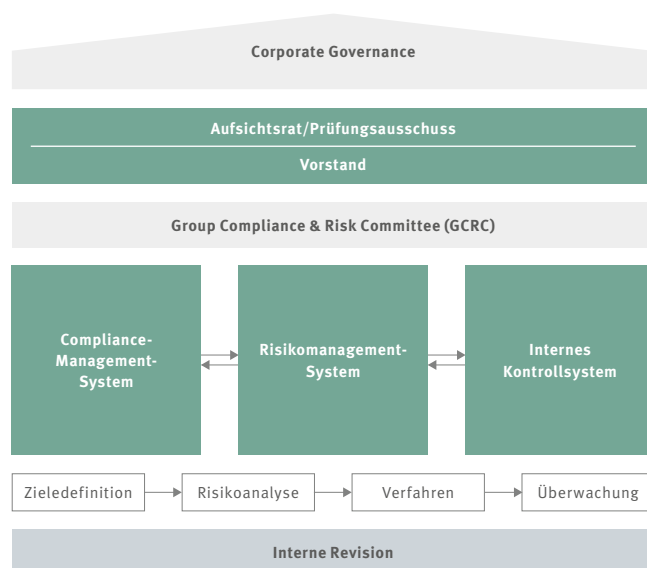 Corporate Governance
Aufsichtsrat/Prüfungsausschuss
Vorstand
Group Compliance & Risk Committee (GCRC)
Compliance-
Management-
System
Risikomanagement-
System
Internes
Kontrollsystem
Zieledefinition
Risikoanalyse
Verfahren
Überwachung
Interne Revision